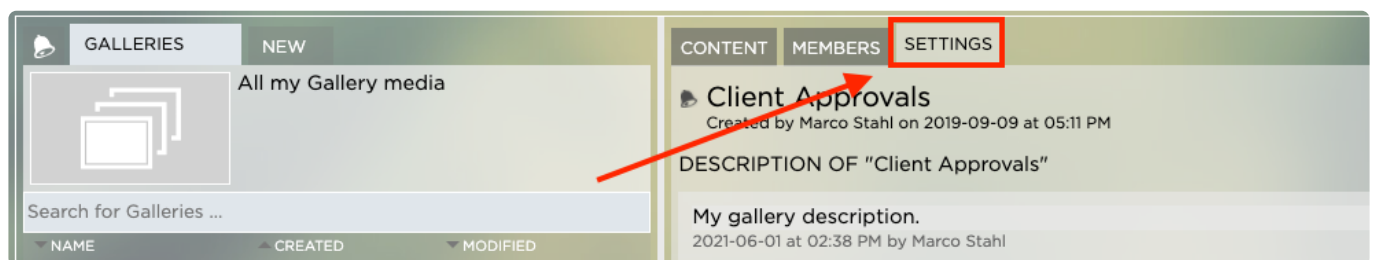 GALLERIES NEW
All my Gallery media
Search for Galleries ...
NAME CREATED MODIFIED
CONTENT MEMBERS SETTINGS
Client Approvals
Created by Marco Stahl on 2019-09-09 at 05:11 PM
DESCRIPTION OF "Client Approvals"
My gallery description.
2021-06-01 at 02:38 PM by Marco Stahl